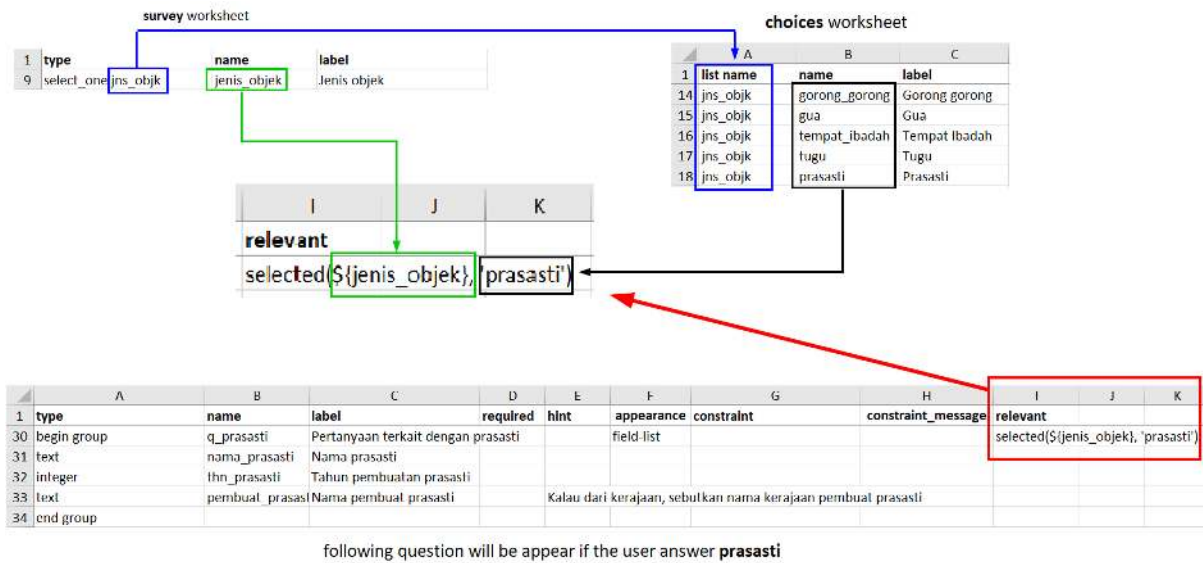 survey worksheet
choices worksheet
1 type name label
9 select_one jns_objk jenis_objek Jenis objek
A B C
1 list name name label
14 jns_objk gorong_gorong Gorong gorong
15 jns_objk gua Gua
16 jns_objk tempat_ibadah Tempat Ibadah
17 jns_objk tugu Tugu
18 jns_objk prasasti Prasasti
I J K
relevant
selected(${jenis_objek}, 'prasasti')
A B C D E F G H I J K
1 type name label required hint appearance constraint constraint_message relevant
30 begin group q_prasasti Pertanyaan terkait dengan prasasti field-list selected(${jenis_objek}, 'prasasti')
31 text nama_prasasti Nama prasasti
32 integer thn_prasasti Tahun pembuatan prasasti
33 text pembuat_prasast Nama pembuat prasasti Kalau dari kerajaan, sebutkan nama kerajaan pembuat prasasti
34 end group
following question will be appear if the user answer prasasti